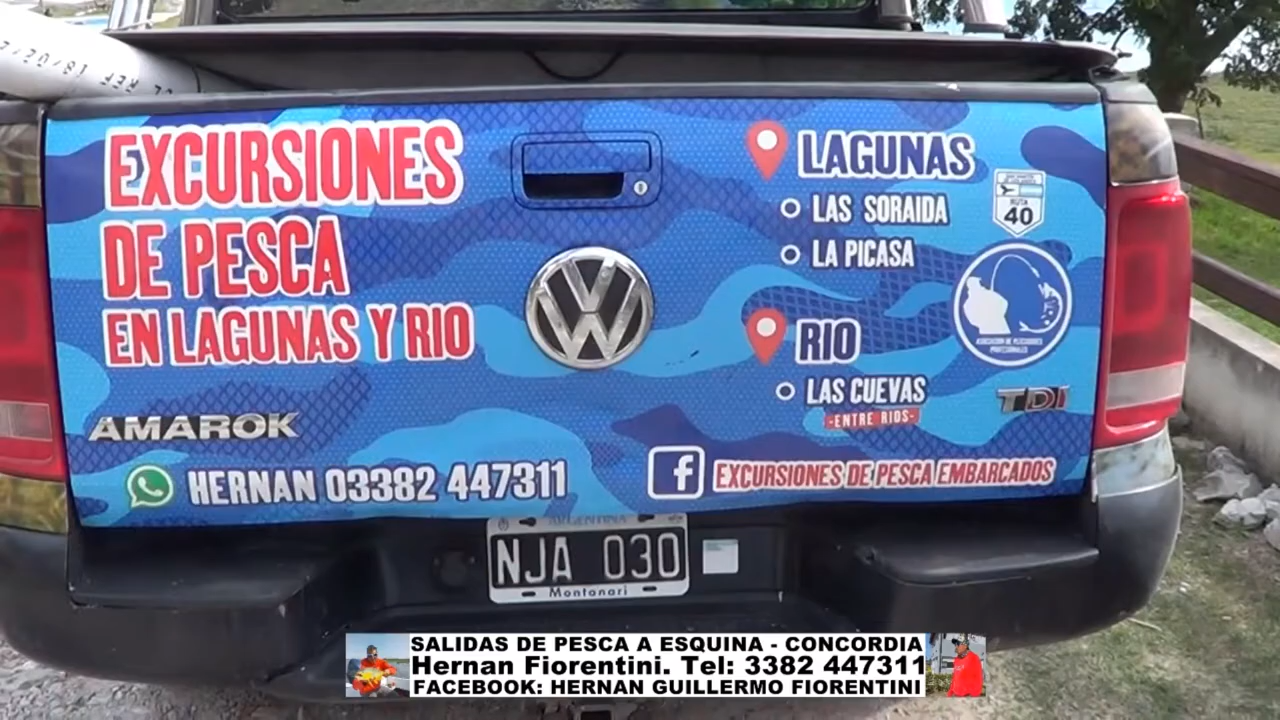 EXCURSIONES
DE PESCA
EN LAGUNAS Y RIO
AMAROK
HERNAN 03382 447311
LAGUNAS
LAS SORAIDA
LA PICASA
RUTA
40
RIO
LAS CUEVAS
-ENTRE RIOS-
TDI
f EXCURSIONES DE PESCA EMBARCADOS
ARGENTINA
NJA 030
Montanari
SALIDAS DE PESCA A ESQUINA - CONCORDIA
Hernan Fiorentini. Tel: 3382 447311
FACEBOOK: HERNAN GUILLERMO FIORENTINI